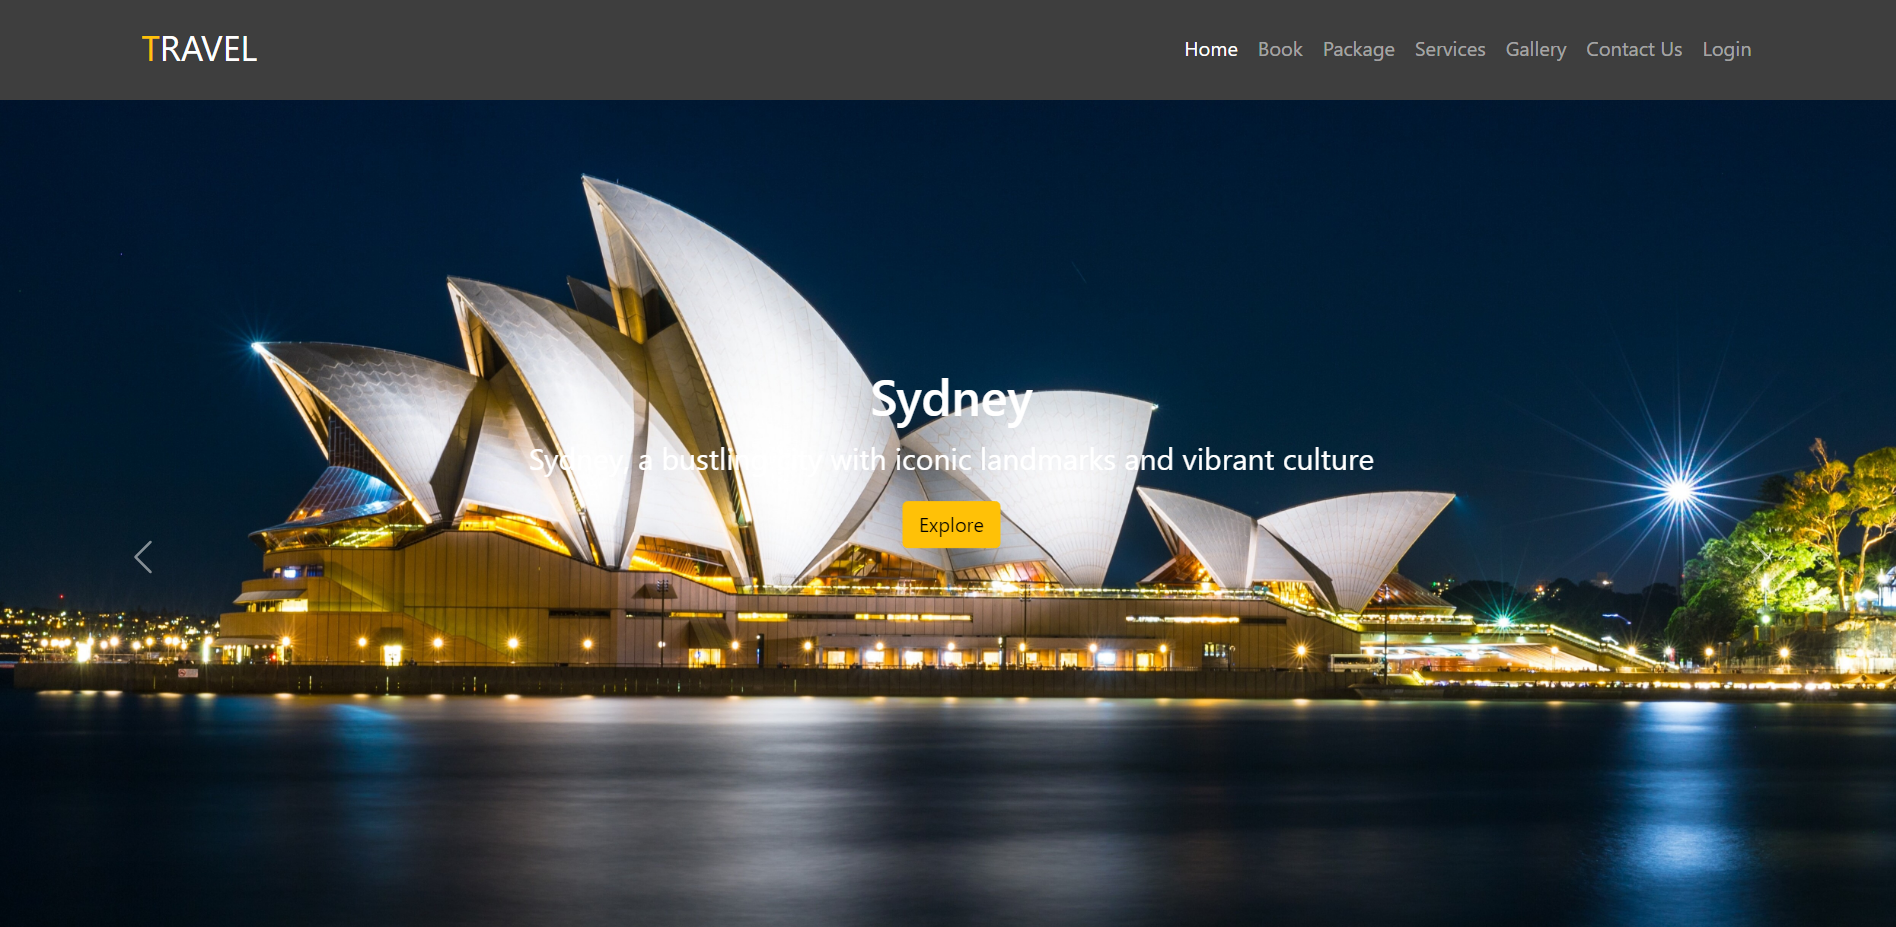 TRAVEL
Home Book Package Services Gallery Contact Us Login
Sydney
Sydney, a bustling city with iconic landmarks and vibrant culture
Explore